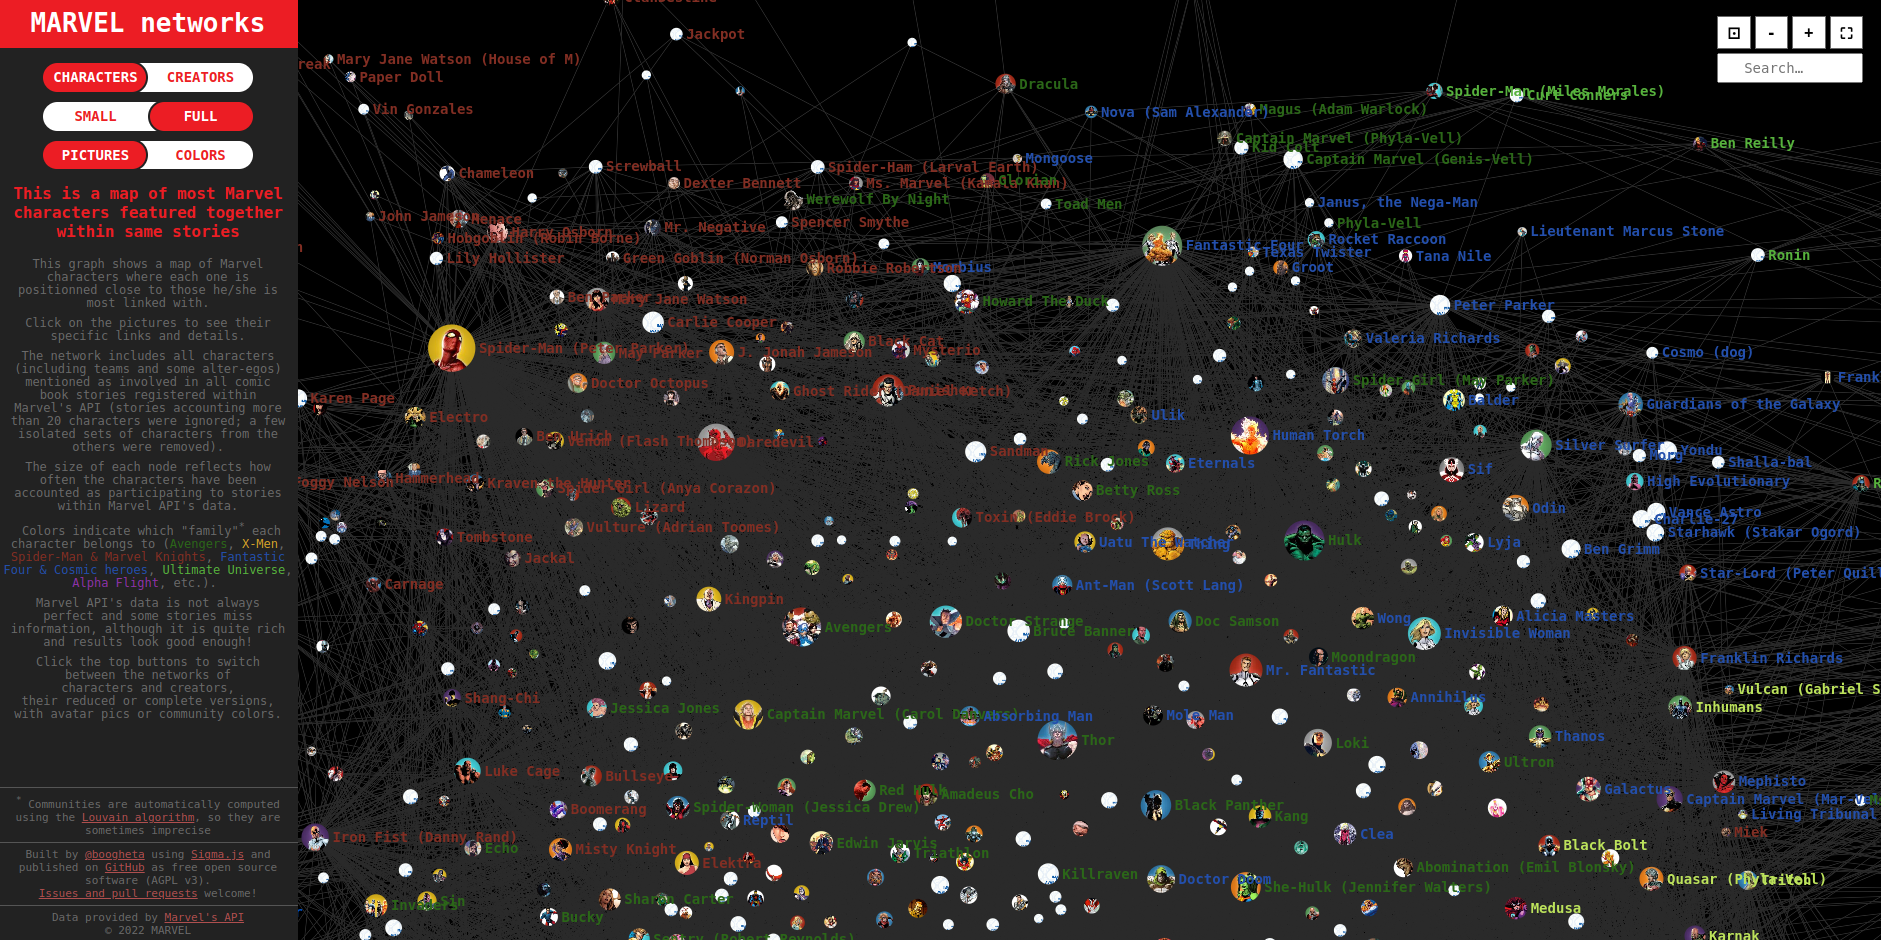 MARVEL networks
CHARACTERS
CREATORS
SMALL
FULL
PICTURES
COLORS
This is a map of most Marvel
characters featured together
within same stories
This graph shows a map of Marvel
characters where each one is
positionned close to those he/she is
most linked with.
Click on the pictures to see their
specific links and details.
The network includes all characters
(including teams and some alter-egos)
mentioned as involved in all comic
book stories registered within
Marvel's API (stories accounting more
than 20 characters were ignored; a few
isolated sets of characters from the
others were removed).
The size of each node reflects how
often the characters have been
accounted as participating to stories
within Marvel API's data.
Colors indicate which "family"* each
character belongs to (Avengers, X-Men,
Spider-Man & Marvel Knights, Fantastic
Four & Cosmic heroes, Ultimate Universe,
Alpha Flight, etc.).
Marvel API's data is not always
perfect and some stories miss
information, although it is quite rich
and results look good enough!
Click the top buttons to switch
between the networks of
characters and creators,
their reduced or complete versions,
with avatar pics or community colors.
* Communities are automatically computed
using the Louvain algorithm, so they are
sometimes imprecise
Built by @boogheta using Sigma.js and
published on GitHub as free open source
software (AGPL v3).
Issues and pull requests welcome!
Data provided by Marvel's API
© 2022 MARVEL
-
+
Search…
Jackpot
Mary Jane Watson (House of M)
Paper Doll
Vin Gonzales
Dracula
Nova (Sam Alexander)
Magus (Adam Warlock)
Spider-Man (Miles Morales)
Curt Connors
Captain Marvel (Phyla-Vell)
Kid Colt
Ben Reilly
Captain Marvel (Genis-Vell)
Mongoose
Screwball
Spider-Ham (Larval Earth)
Chameleon
Dexter Bennett
Ms. Marvel (Kamala Khan)
Glorian
Werewolf By Night
Toad Men
Janus, the Nega-Man
John Jameson
Menace
Harry Osborn
Mr. Negative
Spencer Smythe
Phyla-Vell
Lieutenant Marcus Stone
Hobgoblin (Robin Borne)
Fantastic Four
Rocket Raccoon
Texas Twister
Tana Nile
Ronin
Lily Hollister
Green Goblin (Norman Osborn)
Robbie Robertson
Morbius
Groot
Ben Parker
Mary Jane Watson
Howard The Duck
Peter Parker
Carlie Cooper
Valeria Richards
Spider-Man (Peter Parker)
May Parker
J. Jonah Jameson
Black Cat
Mysterio
Cosmo (dog)
Doctor Octopus
Ghost Rider (Daniel Ketch)
Punisher
Spider-Girl (May Parker)
Frank
Karen Page
Electro
Ulik
Balder
Guardians of the Galaxy
Ben Urich
Venom (Flash Thompson)
Daredevil
Human Torch
Silver Surfer
Sandman
Rick Jones
Eternals
Sif
Yondu
Morg
Shalla-bal
Foggy Nelson
Hammerhead
Kraven the Hunter
Spider-Girl (Anya Corazon)
Betty Ross
High Evolutionary
Lizard
Odin
Vance Astro
Charlie-27
Toxin (Eddie Brock)
Vulture (Adrian Toomes)
Tombstone
Uatu The Watcher
Thing
Hulk
Lyja
Starhawk (Stakar Ogord)
Ben Grimm
Jackal
Carnage
Ant-Man (Scott Lang)
Star-Lord (Peter Quill
Kingpin
Avengers
Doctor Strange
Bruce Banner
Doc Samson
Wong
Alicia Masters
Invisible Woman
Moondragon
Mr. Fantastic
Franklin Richards
Shang-Chi
Jessica Jones
Captain Marvel (Carol Danvers)
Absorbing Man
Mole Man
Annihilus
Vulcan (Gabriel S
Inhumans
Thor
Loki
Thanos
Ultron
Luke Cage
Bullseye
Red Hulk
Amadeus Cho
Galactus
Mephisto
Captain Marvel (Mar-Vell)
Boomerang
Spider-Woman (Jessica Drew)
Reptil
Black Panther
Kang
Living Tribunal
Iron Fist (Danny Rand)
Echo
Misty Knight
Edwin Jarvis
Triathlon
Clea
Miek
Black Bolt
Elektra
Killraven
Doctor Doom
She-Hulk (Jennifer Walters)
Abomination (Emil Blonsky)
Quasar (Phyla-Vell)
Triton
Invaders
Sin
Sharon Carter
Bucky
Medusa
Karnak
Sentry (Robert Reynolds)